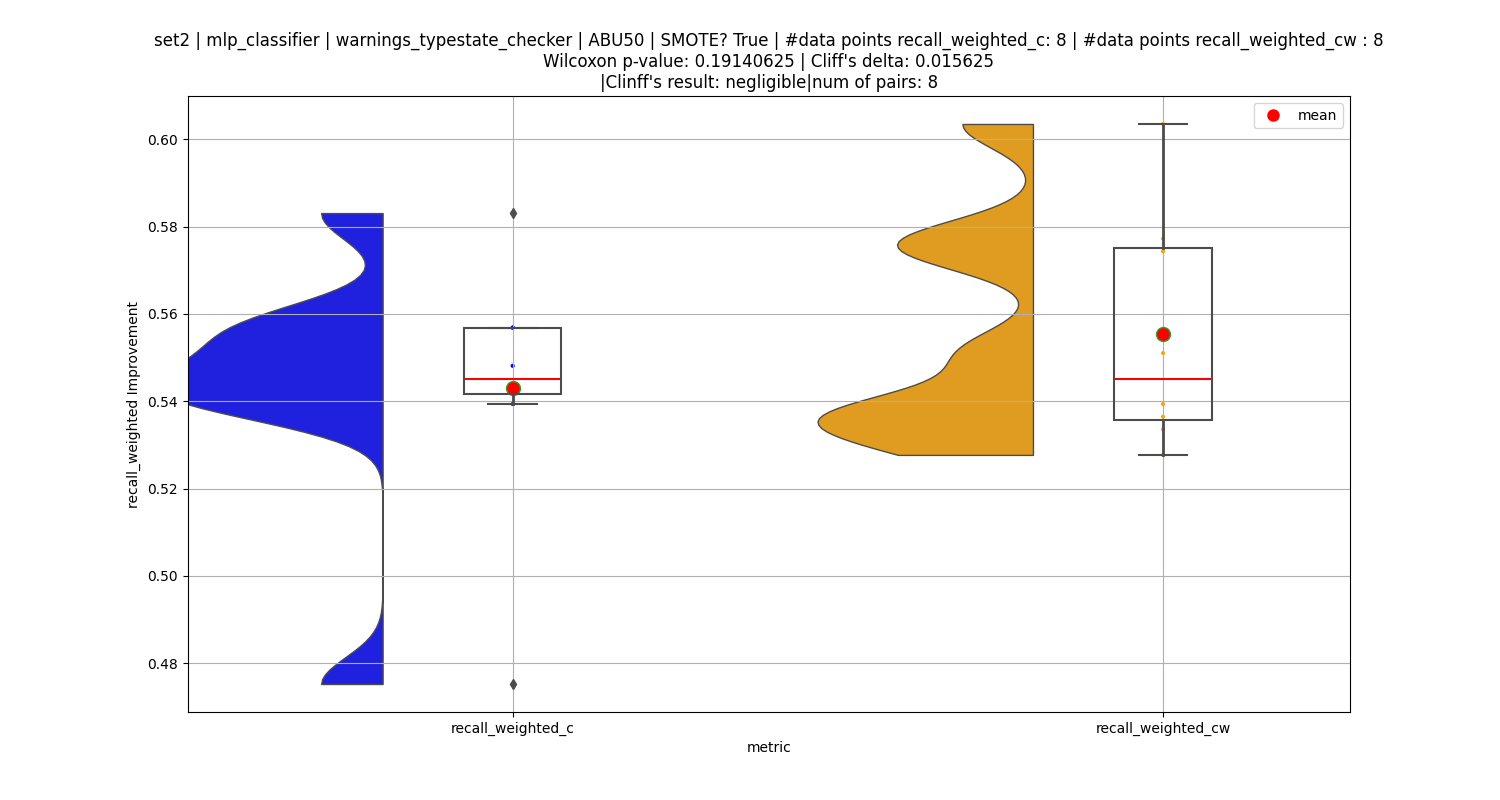 set2 | mlp_classifier | warnings_typestate_checker | ABU50 | SMOTE? True | #data points recall_weighted_c: 8 | #data points recall_weighted_cw : 8
Wilcoxon p-value: 0.19140625 | Cliff's delta: 0.015625
|Clinff's result: negligible|num of pairs: 8
mean
0.60
0.58
0.56
0.54
0.52
0.50
0.48
recall_weighted Improvement
recall_weighted_c
recall_weighted_cw
metric